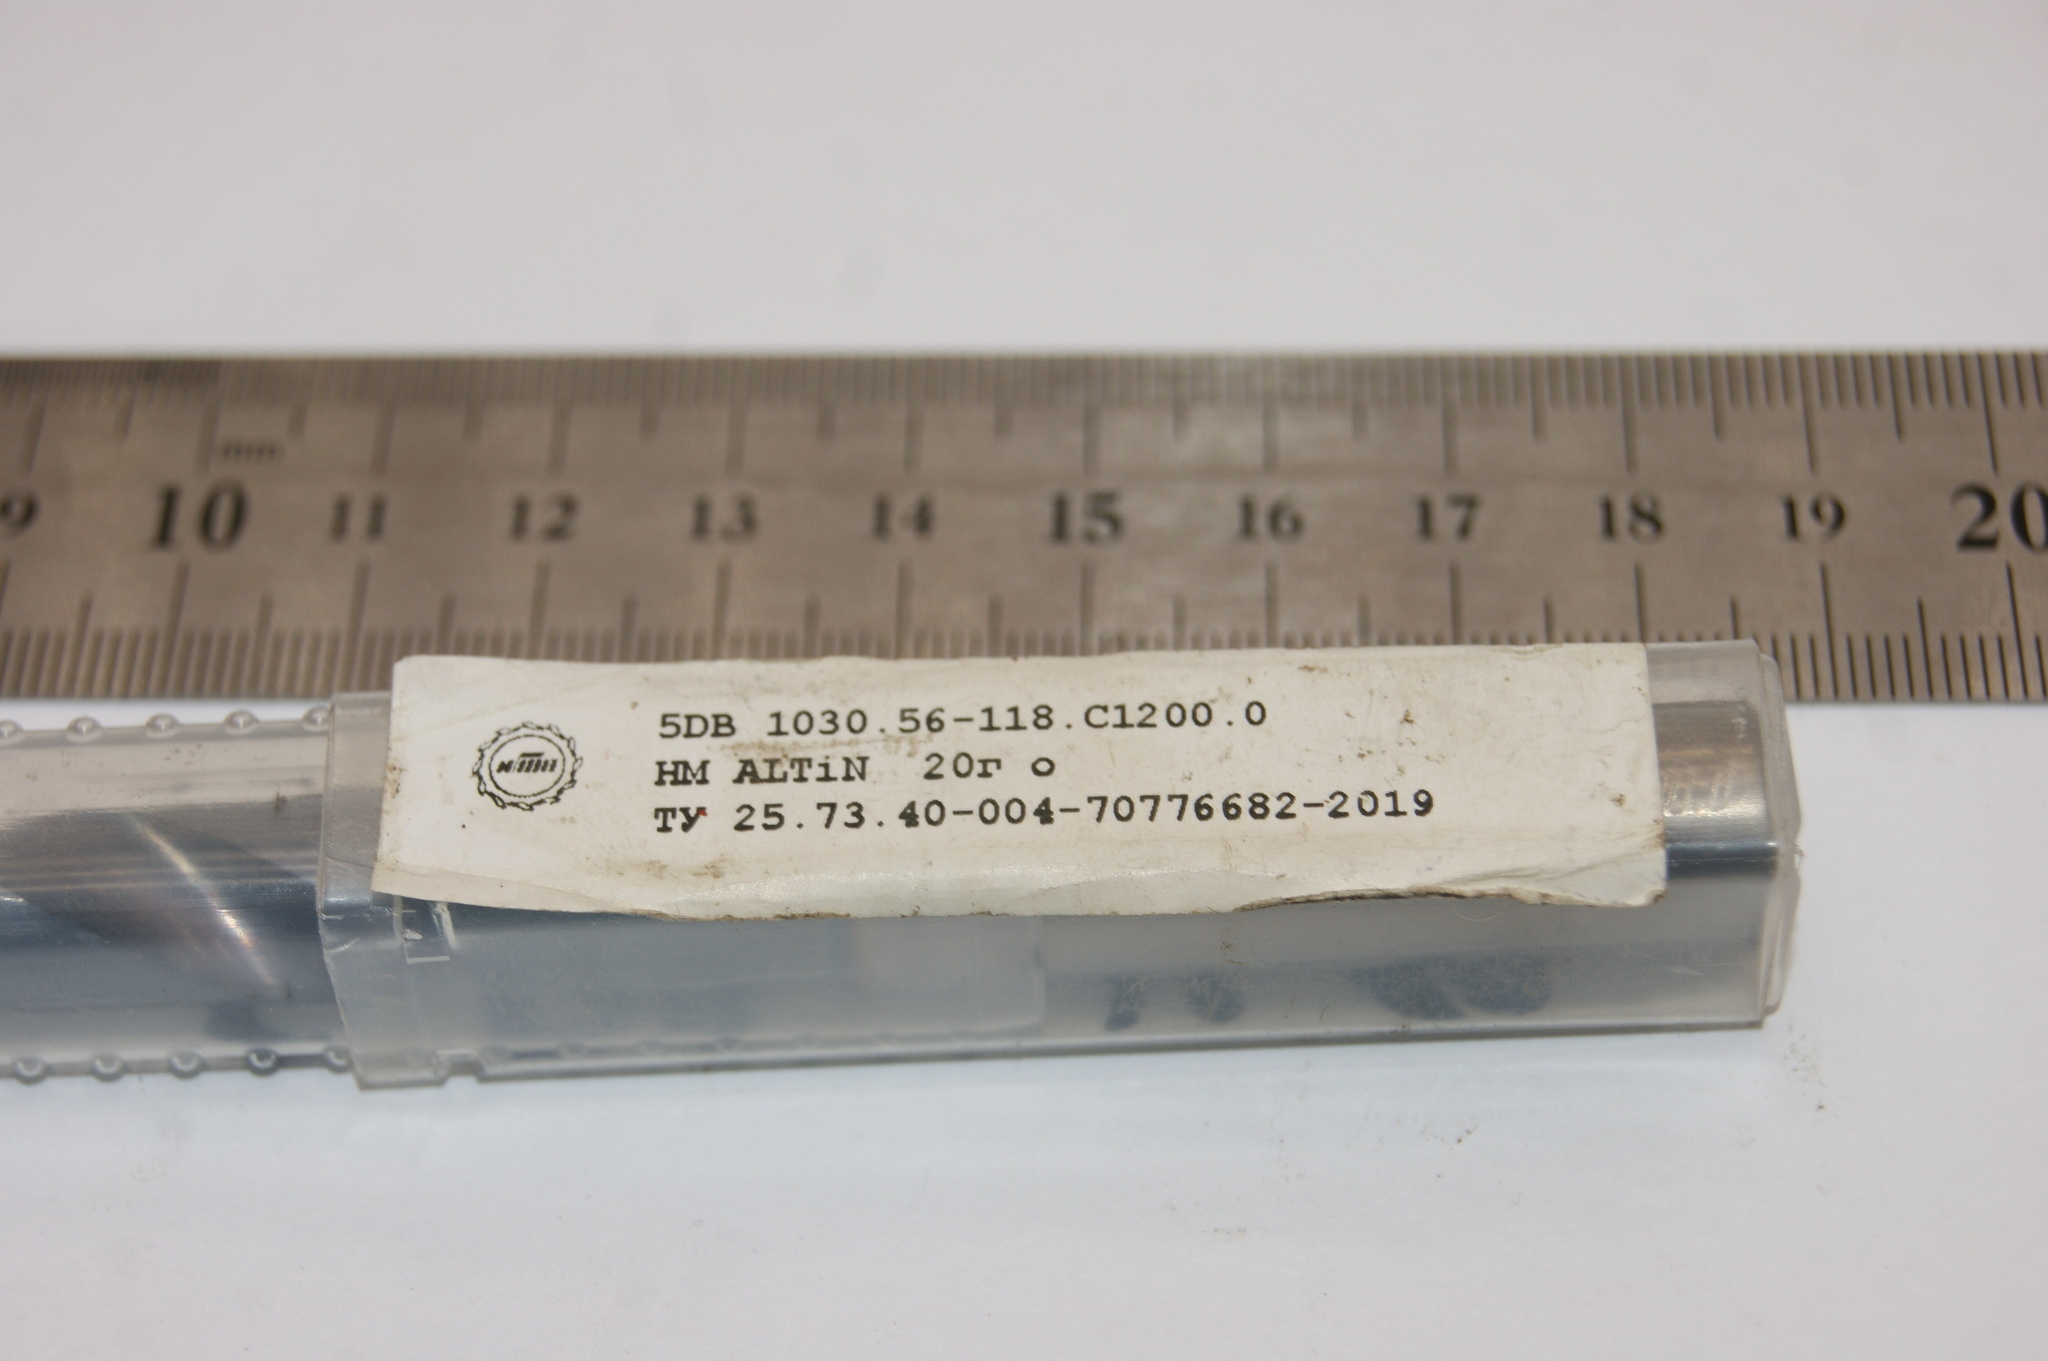 mm
9 10 11 12 13 14 15 16 17 18 19 20
5DB 1030.56-118.C1200.0
HM ALTiN 20г о
ТУ 25.73.40-004-70776682-2019